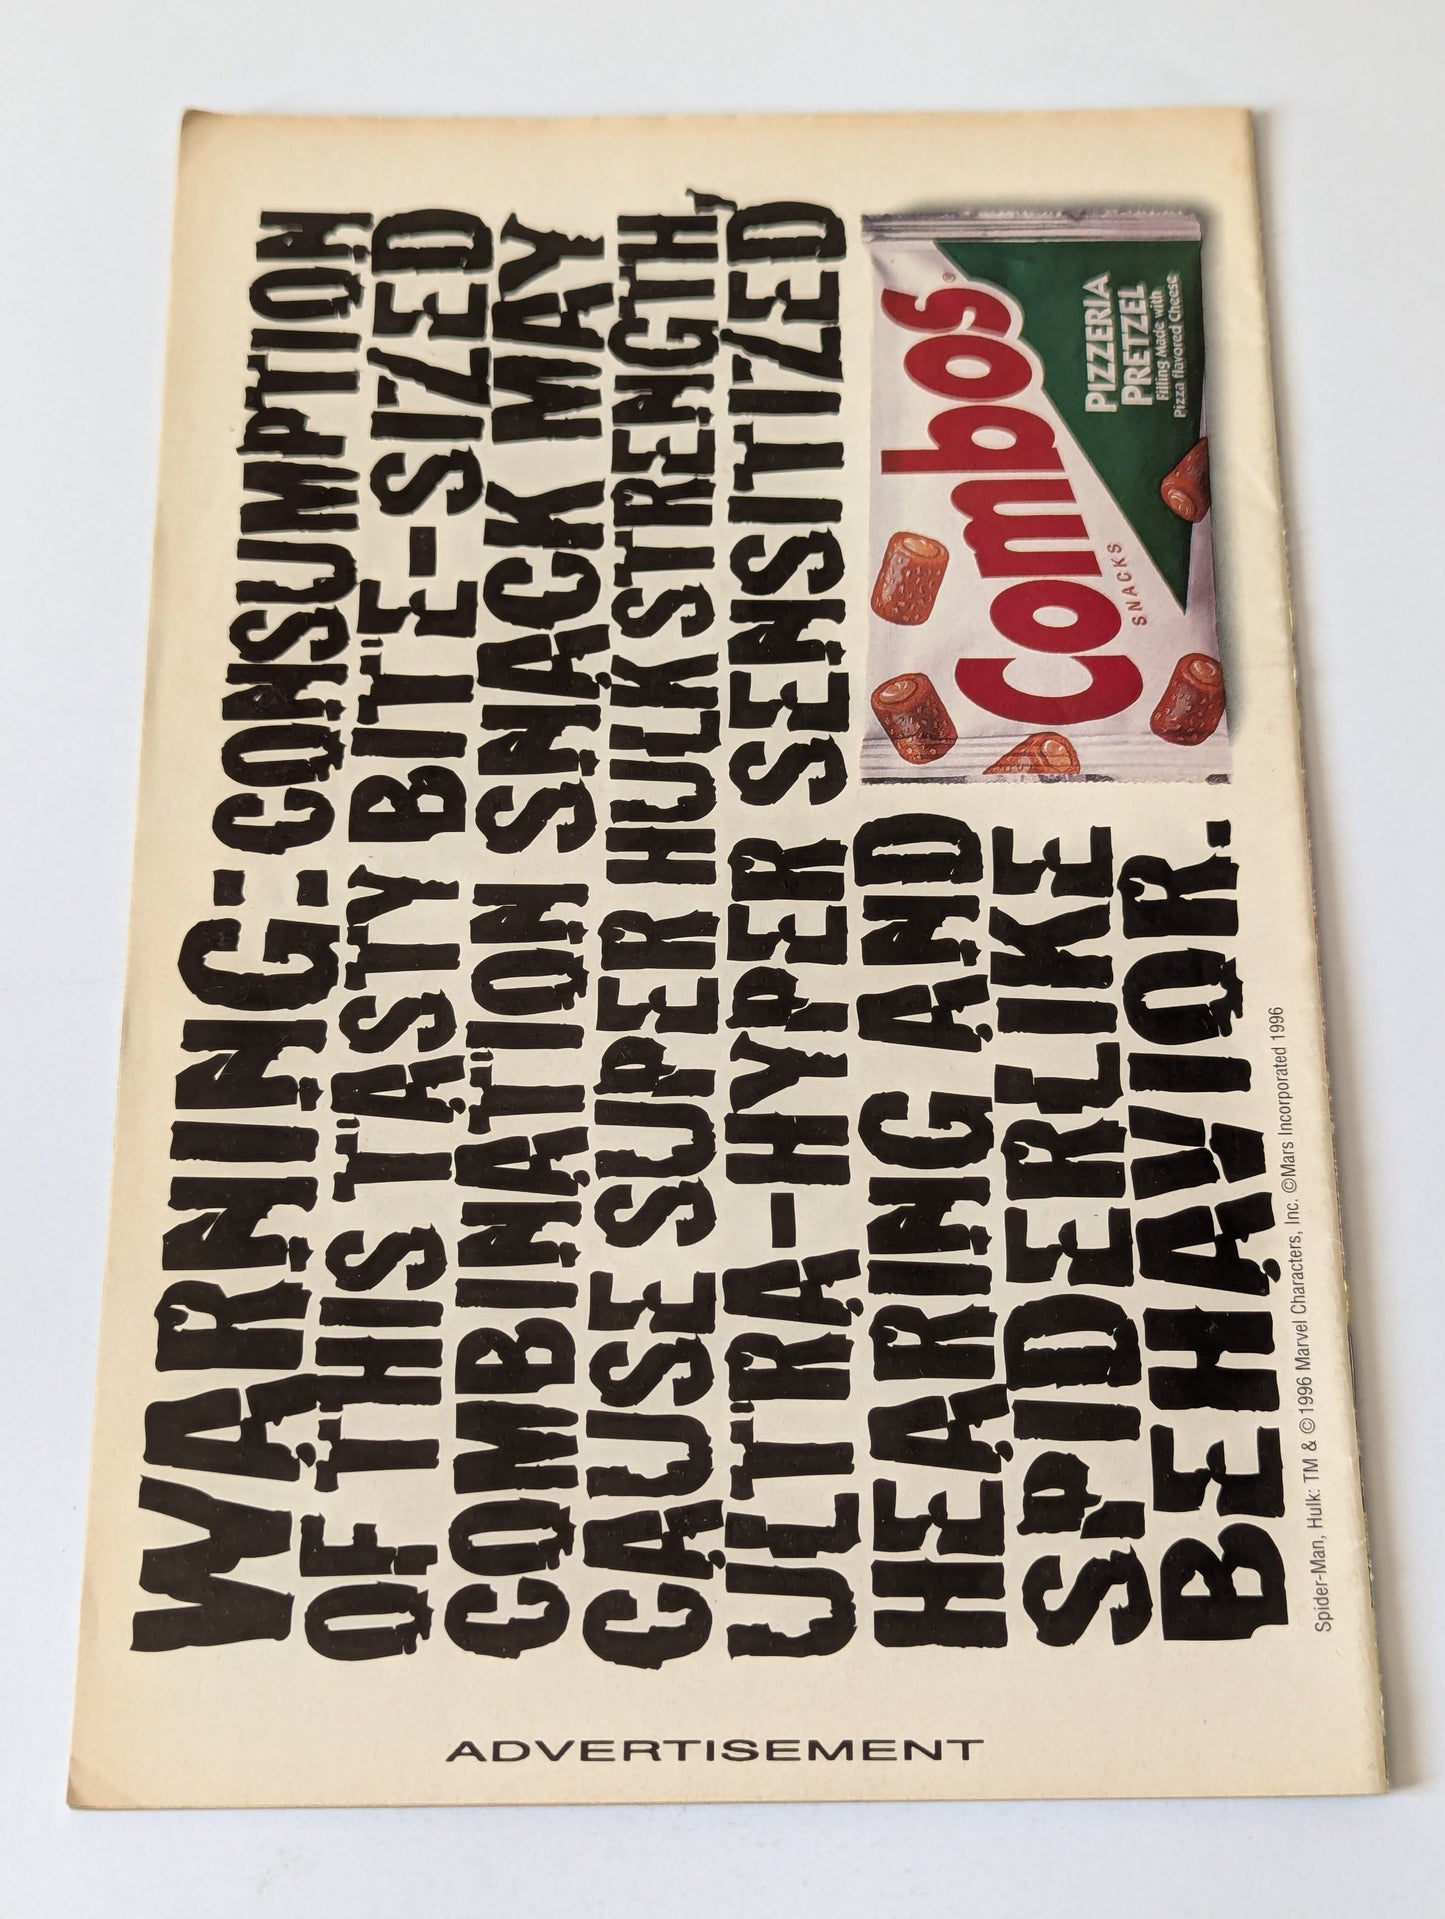 WARNING: CONSUMPTION
OF THIS TASTY BITE-SIZED
COMBINATION SNACK MAY
CAUSE SUPER HULK STRENGTH,
ULTRA-HYPER SENSITIZED
HEARING AND
SPIDERLIKE
BEHAVIOR.
Combos®
SNACKS
PIZZERIA
PRETZEL
Filling Made with
Pizza flavored Cheese
Spider-Man, Hulk: TM & ©1996 Marvel Characters, Inc. ©Mars Incorporated 1996
ADVERTISEMENT